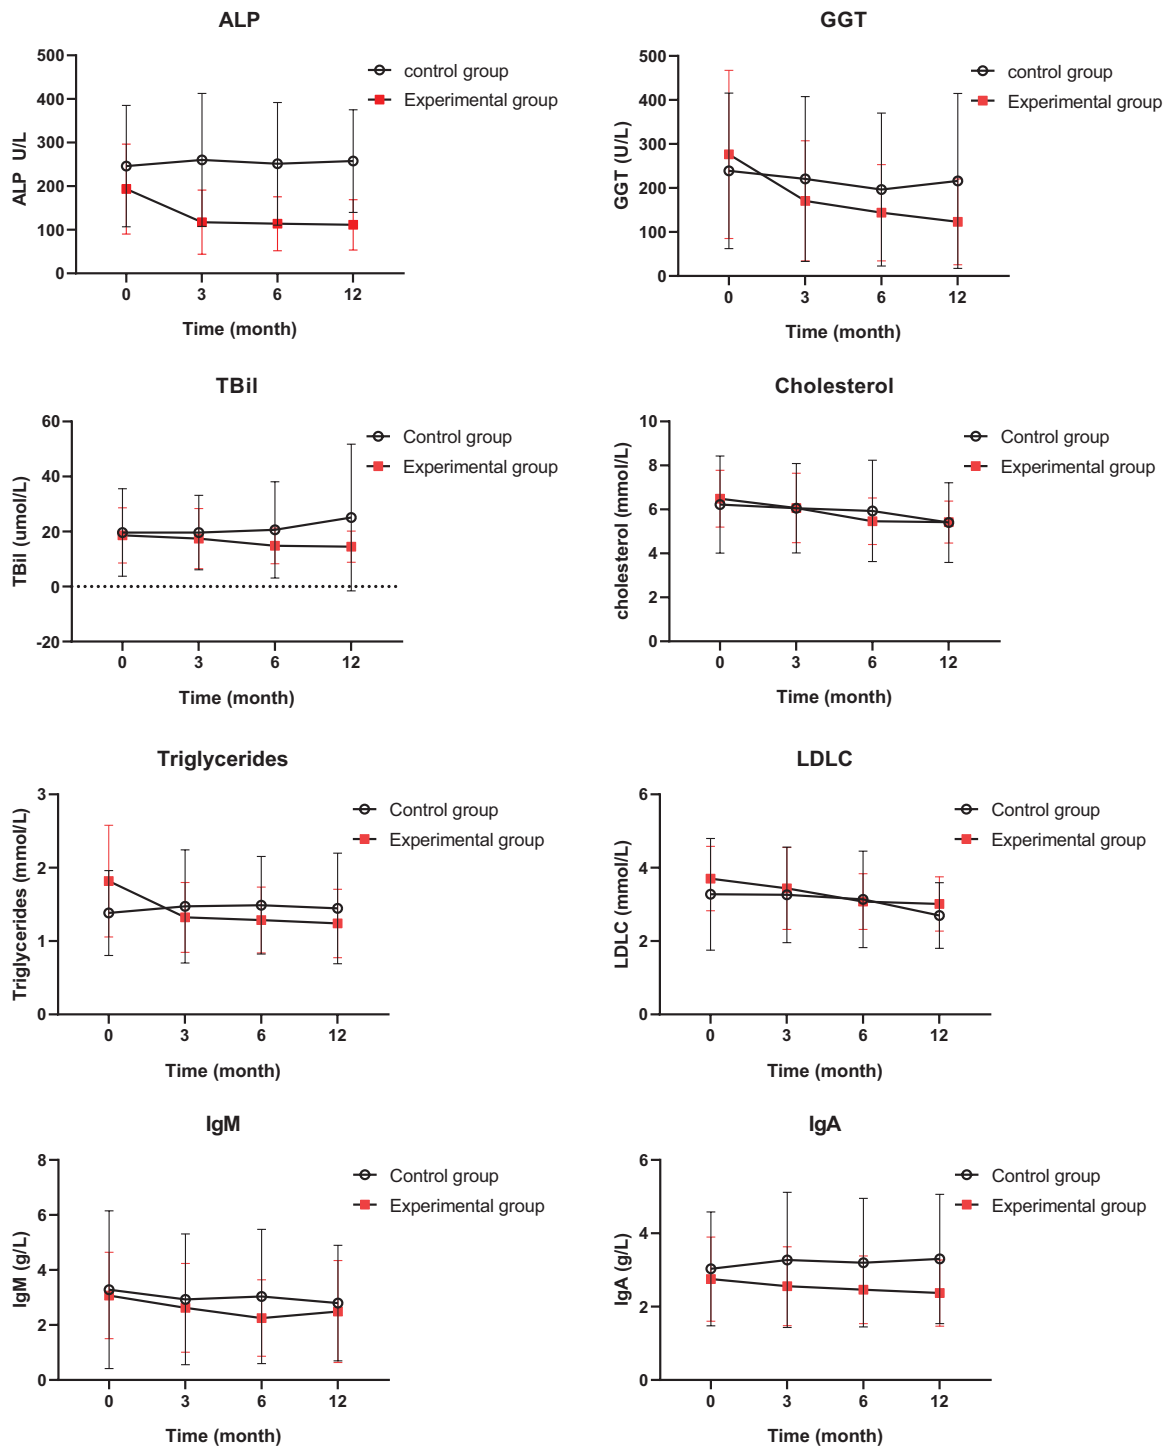 ALP
500
400
300
200
100
0
ALP U/L
0 3 6 12
Time (month)
control group
Experimental group
GGT
500
400
300
200
100
0
GGT (U/L)
0 3 6 12
Time (month)
control group
Experimental group
TBil
60
40
20
0
-20
TBil (umol/L)
0 3 6 12
Time (month)
Control group
Experimental group
Cholesterol
10
8
6
4
2
0
cholesterol (mmol/L)
0 3 6 12
Time (month)
Control group
Experimental group
Triglycerides
3
2
1
0
Triglycerides (mmol/L)
0 3 6 12
Time (month)
Control group
Experimental group
LDLC
6
4
2
0
LDLC (mmol/L)
0 3 6 12
Time (month)
Control group
Experimental group
IgM
8
6
4
2
0
IgM (g/L)
0 3 6 12
Time (month)
Control group
Experimental group
IgA
6
4
2
0
IgA (g/L)
0 3 6 12
Time (month)
Control group
Experimental group